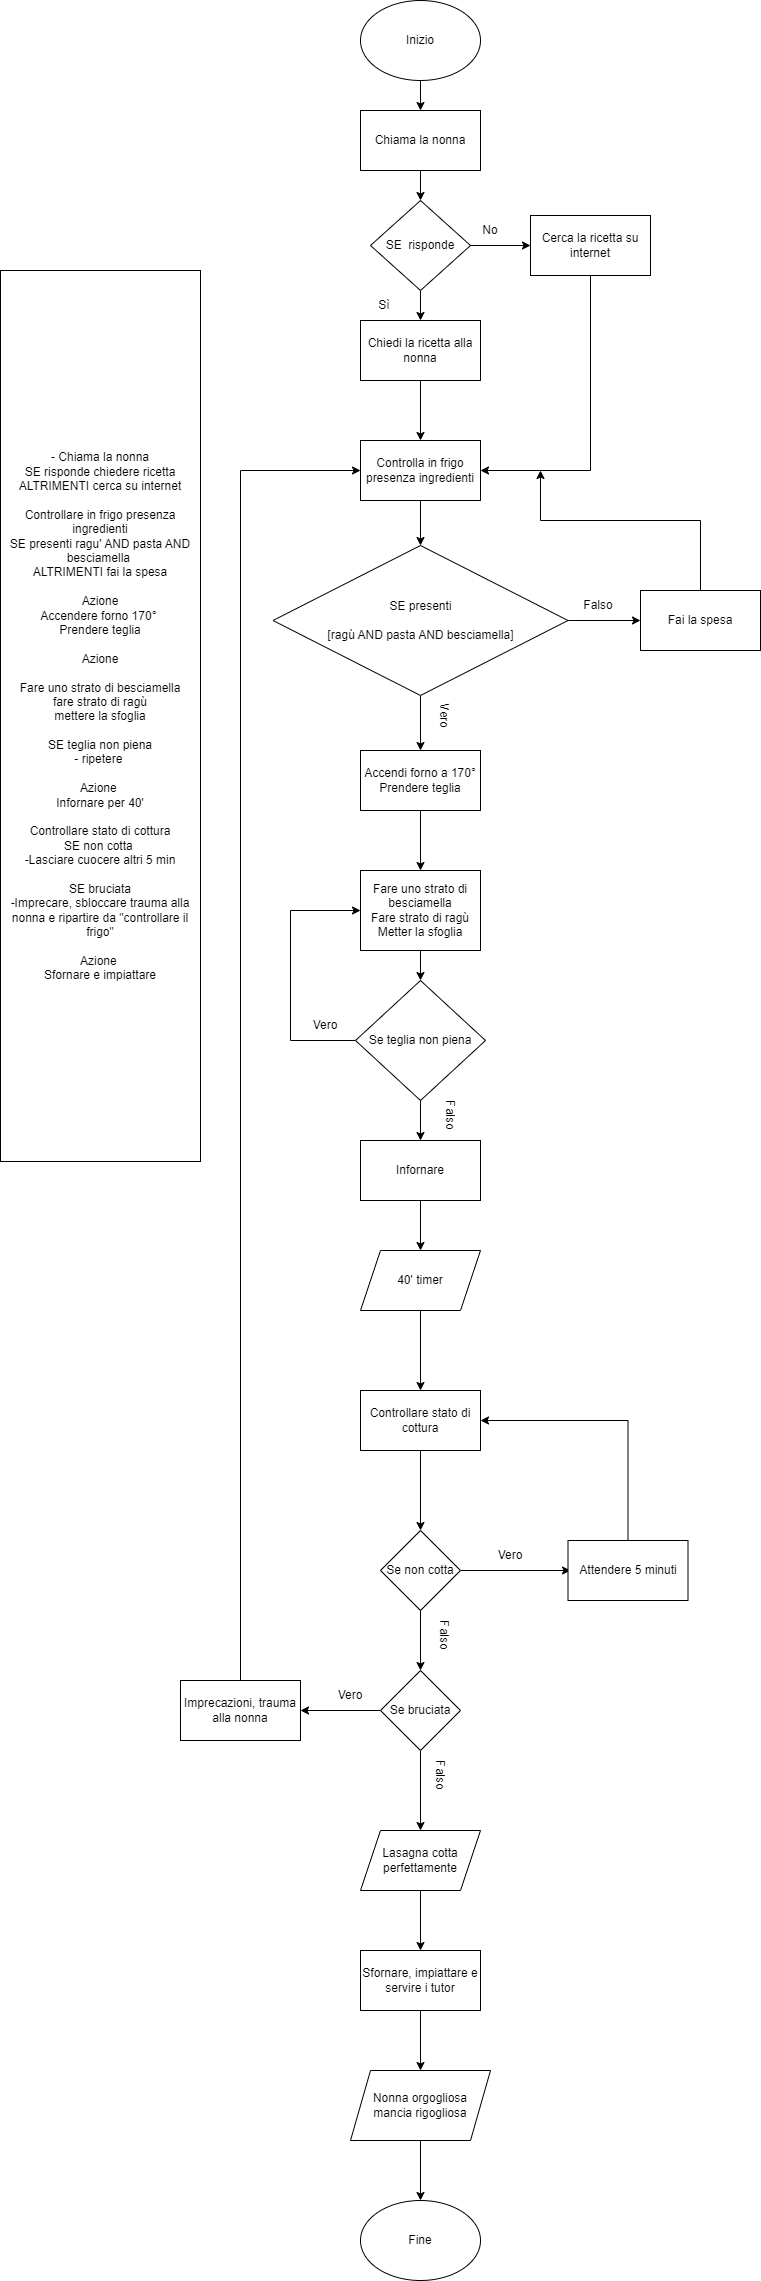 Inizio
Chiama la nonna
SE  risponde
No
Cerca la ricetta su
internet
Sì
Chiedi la ricetta alla
nonna
Controlla in frigo
presenza ingredienti
SE presenti
[ragù AND pasta AND besciamella]
Falso
Fai la spesa
Vero
Accendi forno a 170°
Prendere teglia
Fare uno strato di
besciamella
Fare strato di ragù
Metter la sfoglia
Vero
Se teglia non piena
Falso
Infornare
40' timer
Controllare stato di
cottura
Se non cotta
Vero
Attendere 5 minuti
Falso
Se bruciata
Vero
Imprecazioni, trauma
alla nonna
Falso
Lasagna cotta
perfettamente
Sfornare, impiattare e
servire i tutor
Nonna orgogliosa
mancia rigogliosa
Fine
- Chiama la nonna
SE risponde chiedere ricetta
ALTRIMENTI cerca su internet
Controllare in frigo presenza
ingredienti
SE presenti ragu' AND pasta AND
besciamella
ALTRIMENTI fai la spesa
Azione
Accendere forno 170°
Prendere teglia
Azione
Fare uno strato di besciamella
fare strato di ragù
mettere la sfoglia
SE teglia non piena
- ripetere
Azione
Infornare per 40'
Controllare stato di cottura
SE non cotta
-Lasciare cuocere altri 5 min
SE bruciata
-Imprecare, sbloccare trauma alla
nonna e ripartire da "controllare il
frigo"
Azione
Sfornare e impiattare